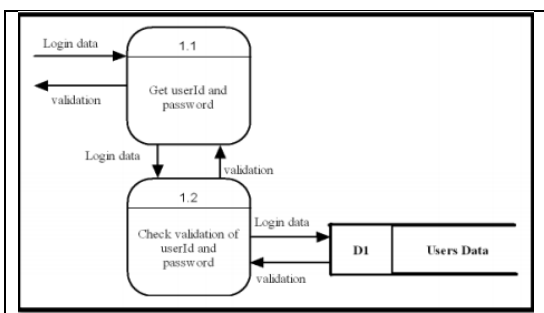 Login data
1.1
Get userId and
password
validation
Login data
validation
1.2
Check validation of
userId and
password
Login data
D1
Users Data
validation